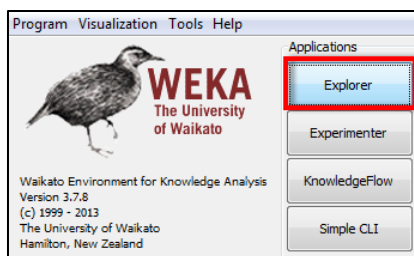 Program Visualization Tools Help
Applications
WEKA
The University
of Waikato
Explorer
Experimenter
KnowledgeFlow
Simple CLI
Waikato Environment for Knowledge Analysis
Version 3.7.8
(c) 1999 - 2013
The University of Waikato
Hamilton, New Zealand